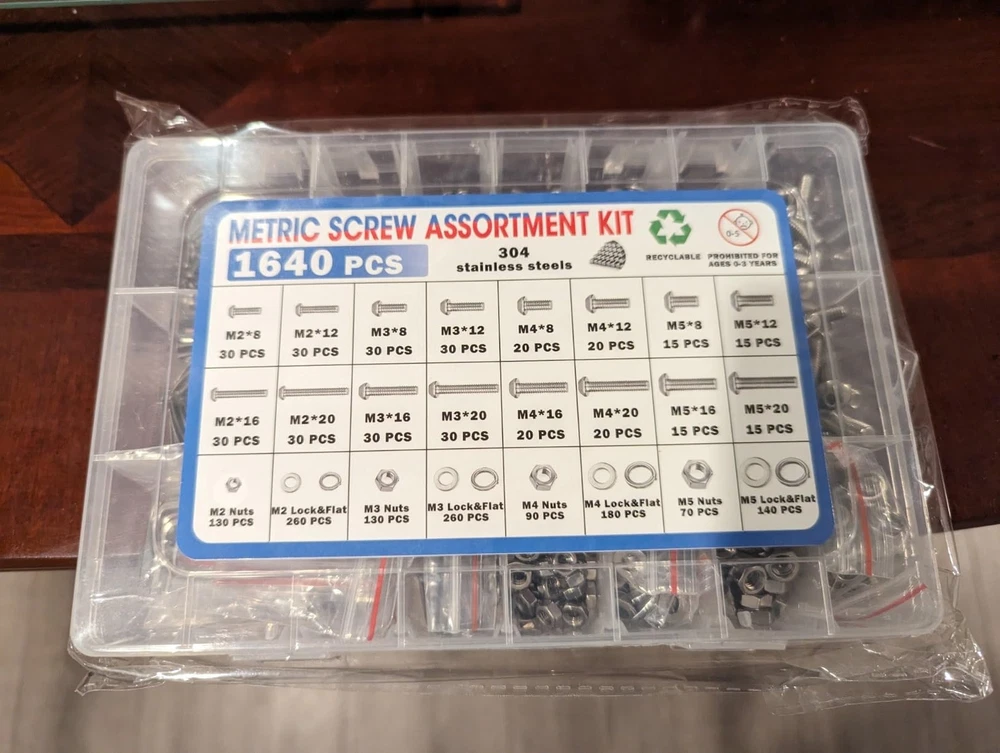 METRIC SCREW ASSORTMENT KIT
1640 PCS
304
stainless steels
RECYCLABLE
0-5
PROHIBITED FOR
AGES 0-3 YEARS
M2*8
30 PCS
M2*12
30 PCS
M3*8
30 PCS
M3*12
30 PCS
M4*8
20 PCS
M4*12
20 PCS
M5*8
15 PCS
M5*12
15 PCS
M2*16
30 PCS
M2*20
30 PCS
M3*16
30 PCS
M3*20
30 PCS
M4*16
20 PCS
M4*20
20 PCS
M5*16
15 PCS
M5*20
15 PCS
M2 Nuts
130 PCS
M2 Lock&Flat
260 PCS
M3 Nuts
130 PCS
M3 Lock&Flat
260 PCS
M4 Nuts
90 PCS
M4 Lock&Flat
180 PCS
M5 Nuts
70 PCS
M5 Lock&Flat
140 PCS